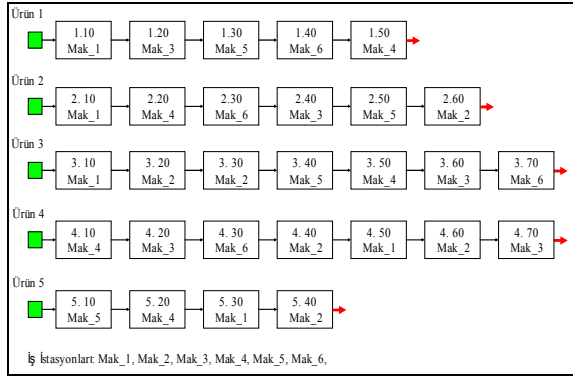 Ürün 1
1.10 1.20 1.30 1.40 1.50
Mak_1 Mak_3 Mak_5 Mak_6 Mak_4
Ürün 2
2. 10 2.20 2.30 2.40 2.50 2.60
Mak_1 Mak_4 Mak_6 Mak_3 Mak_5 Mak_2
Ürün 3
3. 10 3. 20 3. 30 3. 40 3. 50 3. 60 3. 70
Mak_1 Mak_2 Mak_2 Mak_5 Mak_4 Mak_3 Mak_6
Ürün 4
4. 10 4. 20 4. 30 4. 40 4. 50 4. 60 4. 70
Mak_4 Mak_3 Mak_6 Mak_2 Mak_1 Mak_2 Mak_3
Ürün 5
5. 10 5. 20 5. 30 5. 40
Mak_5 Mak_4 Mak_1 Mak_2
İş İstasyonları: Mak_1, Mak_2, Mak_3, Mak_4, Mak_5, Mak_6,